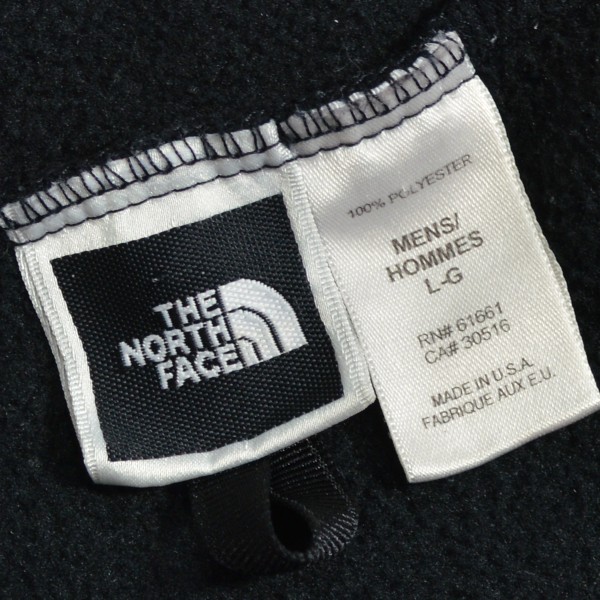 THE
NORTH
FACE
100% POLYESTER
MENS/
HOMMES
L-G
RN# 61661
CA# 30516
MADE IN U.S.A.
FABRIQUE AUX E.U.